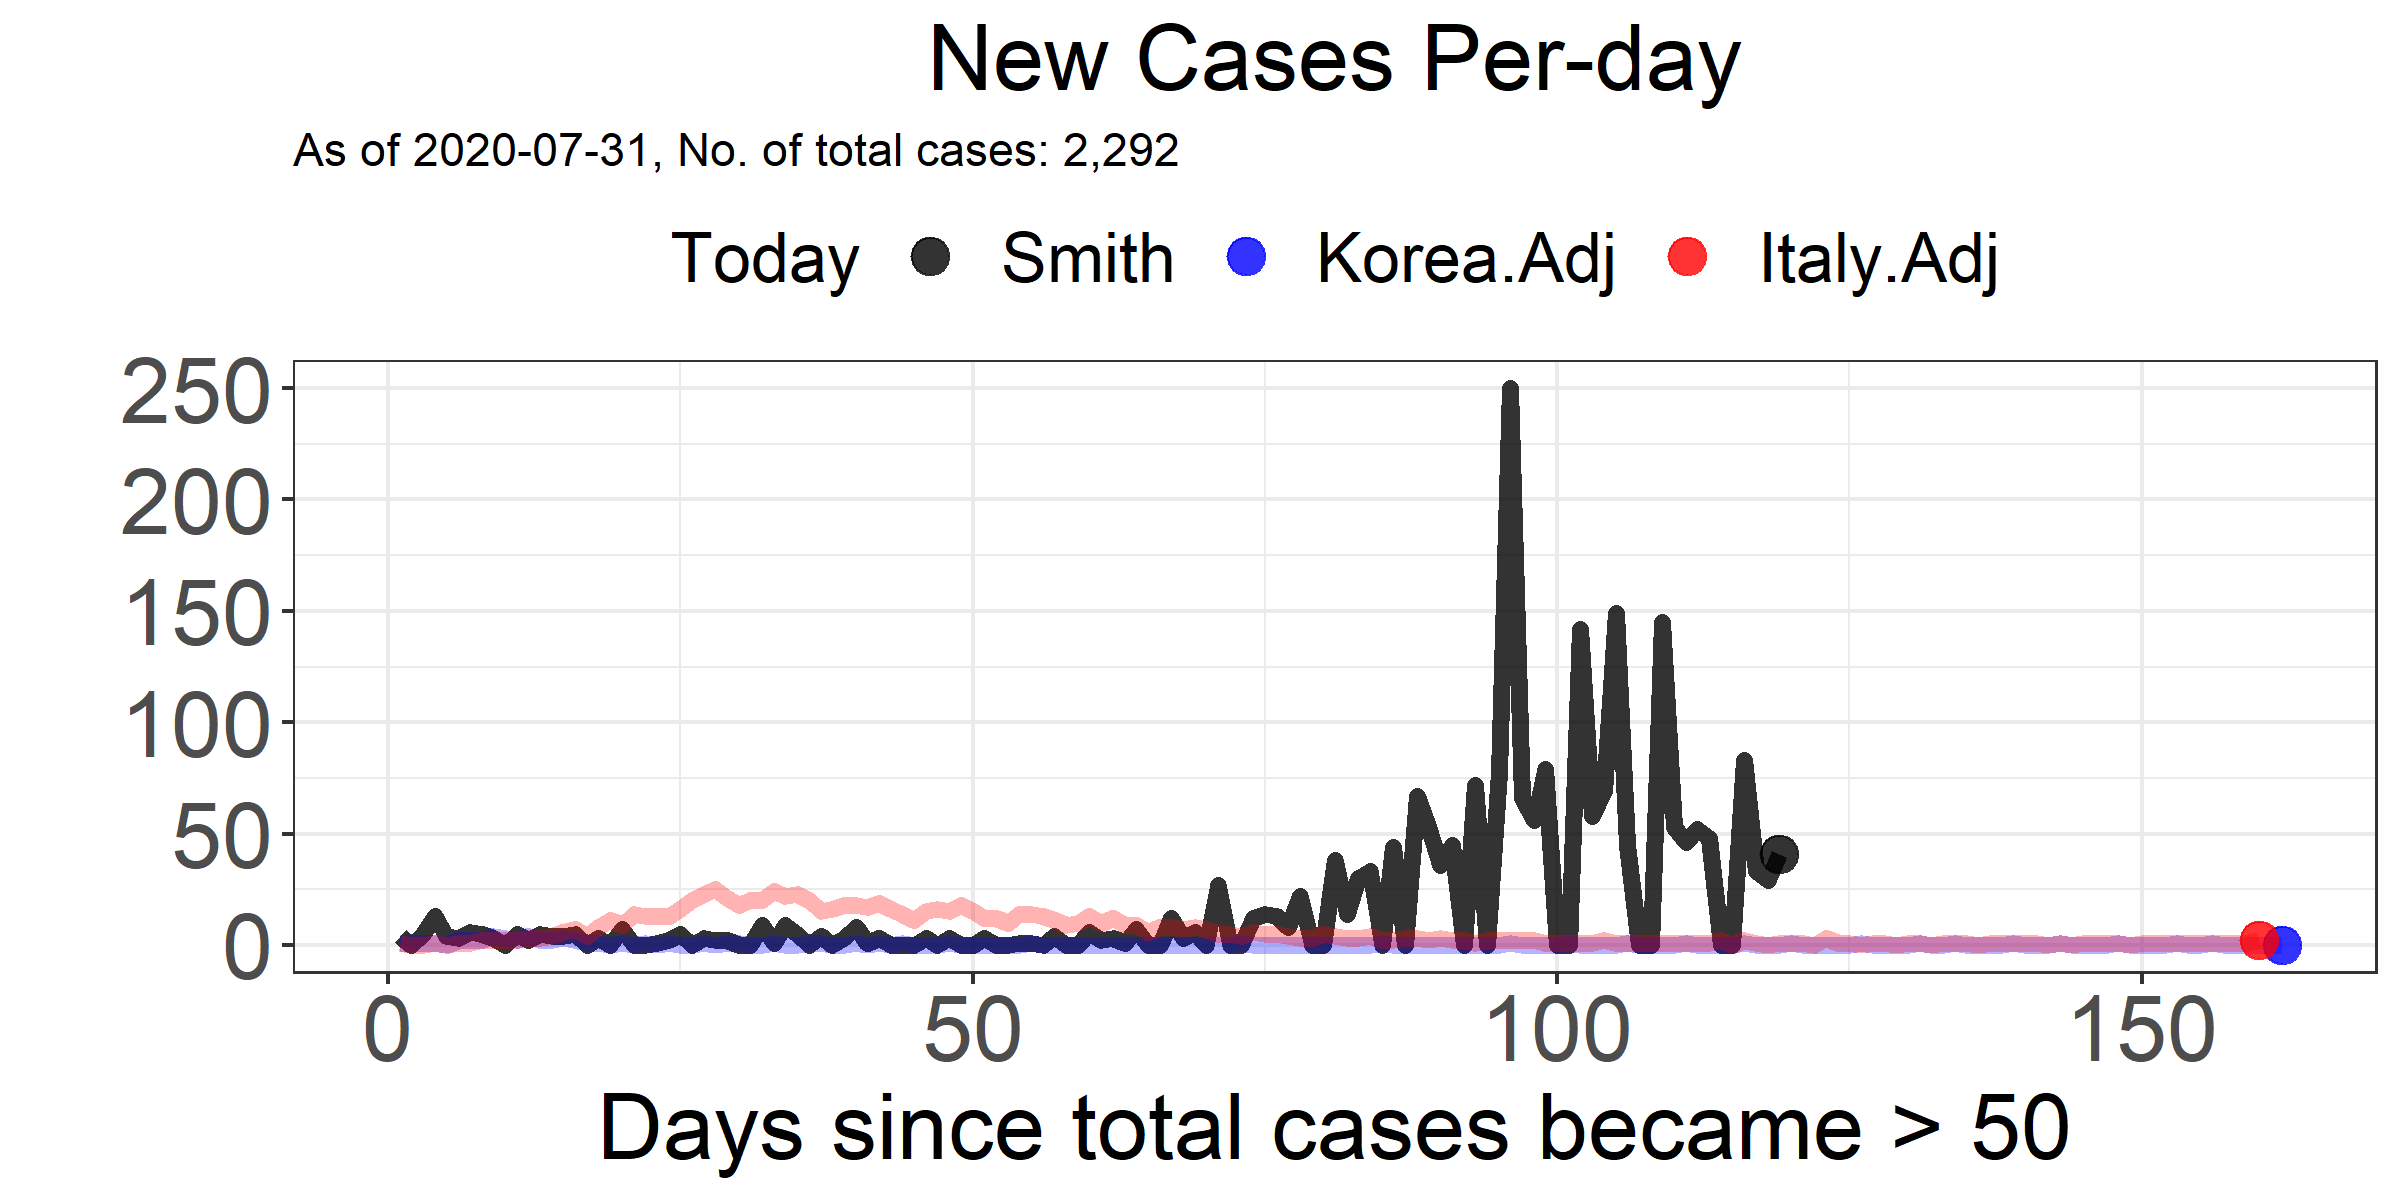 New Cases Per-day
As of 2020-07-31, No. of total cases: 2,292
Today Smith Korea.Adj Italy.Adj
250
200
150
100
50
0
0 50 100 150
Days since total cases became > 50